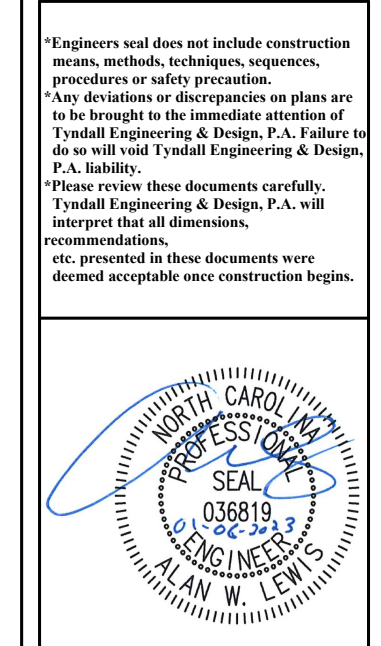 *Engineers seal does not include construction
means, methods, techniques, sequences,
procedures or safety precaution.
*Any deviations or discrepancies on plans are
to be brought to the immediate attention of
Tyndall Engineering & Design, P.A. Failure to
do so will void Tyndall Engineering & Design,
P.A. liability.
*Please review these documents carefully.
Tyndall Engineering & Design, P.A. will
interpret that all dimensions,
recommendations,
etc. presented in these documents were
deemed acceptable once construction begins.
NORTH CAROLINA
PROFESSIONAL
SEAL
036819
01-06-2023
ENGINEER
ALAN W. LEWIS